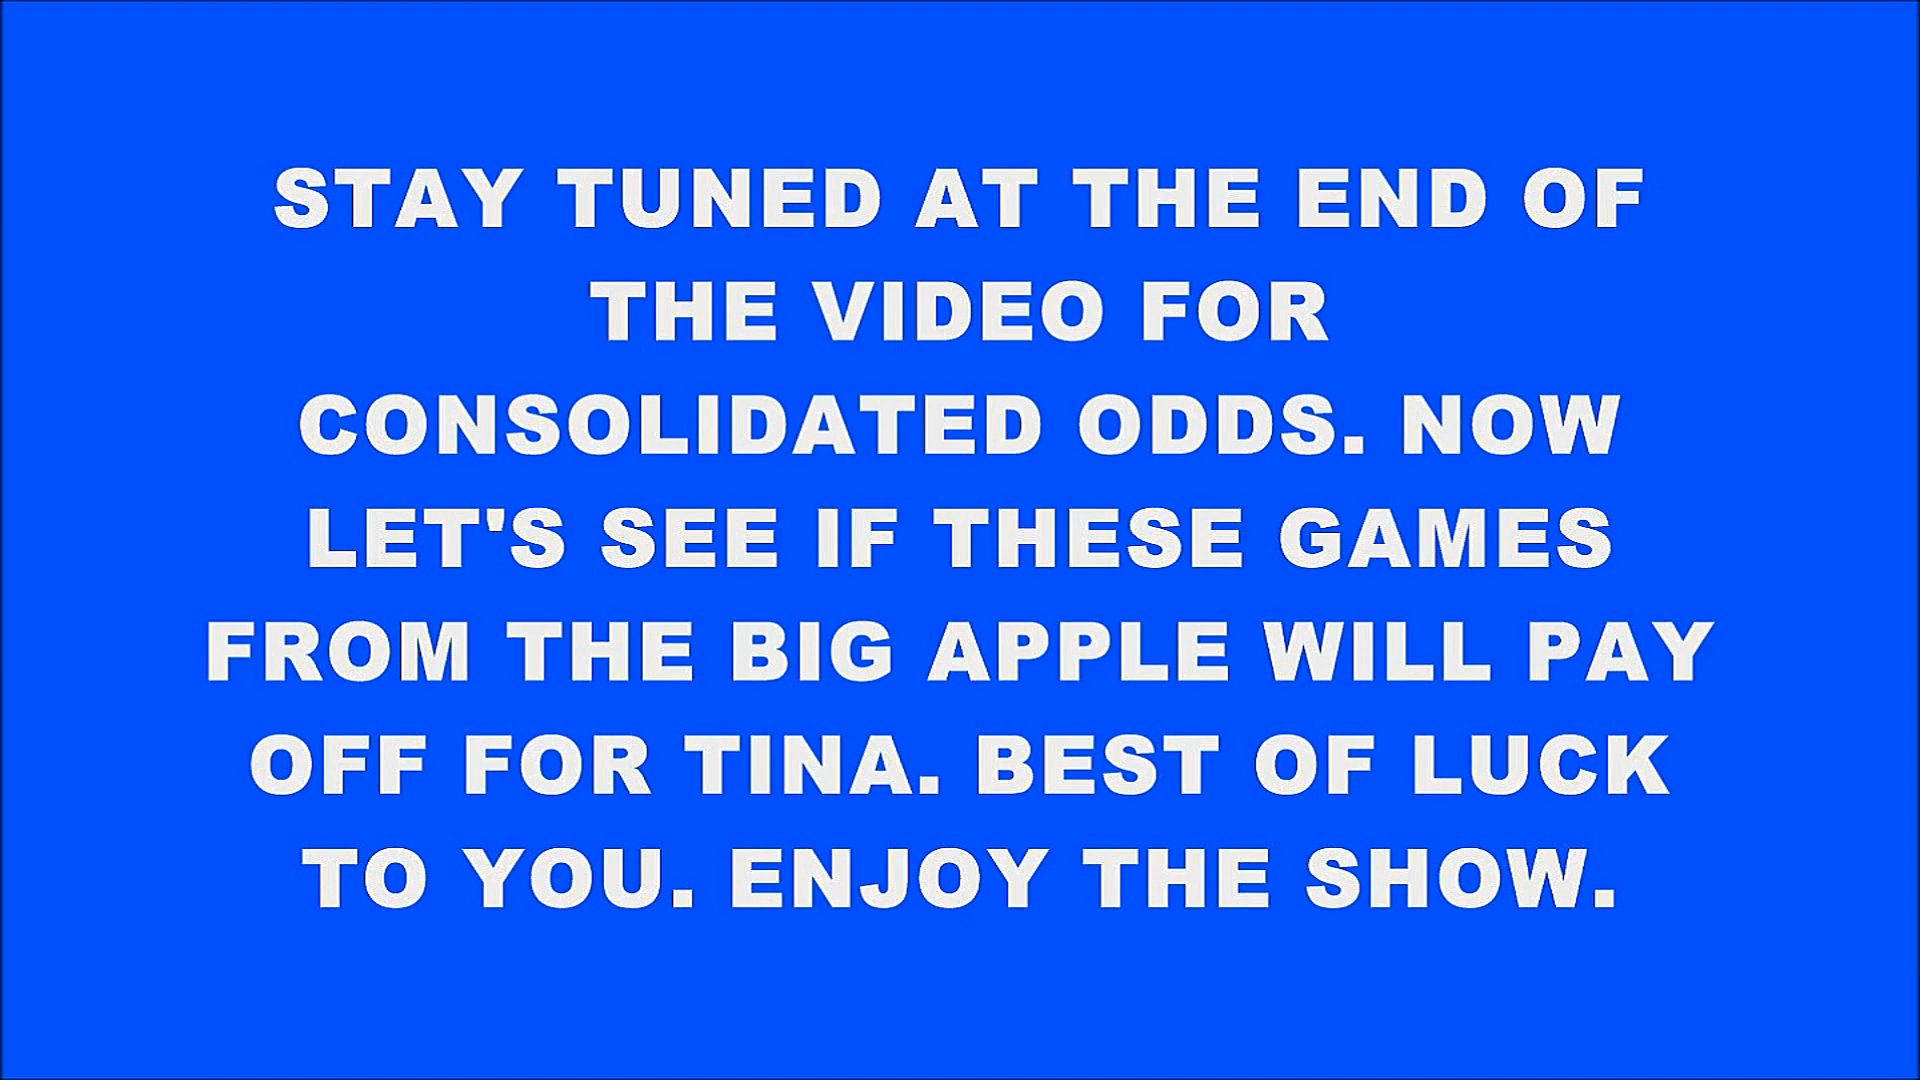 STAY TUNED AT THE END OF
THE VIDEO FOR
CONSOLIDATED ODDS. NOW
LET'S SEE IF THESE GAMES
FROM THE BIG APPLE WILL PAY
OFF FOR TINA. BEST OF LUCK
TO YOU. ENJOY THE SHOW.